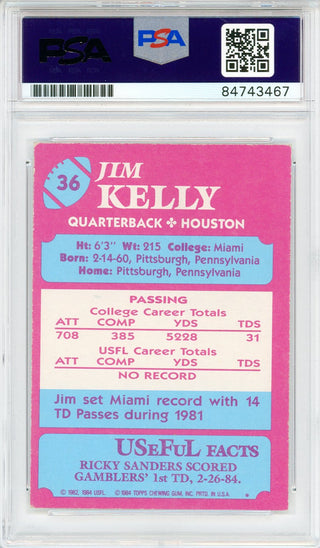 PSA
PSA
84743467
36
JIM
KELLY
QUARTERBACK ✤ HOUSTON
Ht: 6'3" Wt: 215 College: Miami
Born: 2-14-60, Pittsburgh, Pennsylvania
Home: Pittsburgh, Pennsylvania
PASSING
College Career Totals
ATT COMP YDS TDS
708 385 5228 31
USFL Career Totals
ATT COMP YDS TDS
NO RECORD
Jim set Miami record with 14
TD Passes during 1981
USeFuL FACTS
RICKY SANDERS SCORED
GAMBLERS' 1st TD, 2-26-84.
© 1982, 1984 USFL. © 1984 TOPPS CHEWING GUM, INC. PRTD. IN U.S.A.